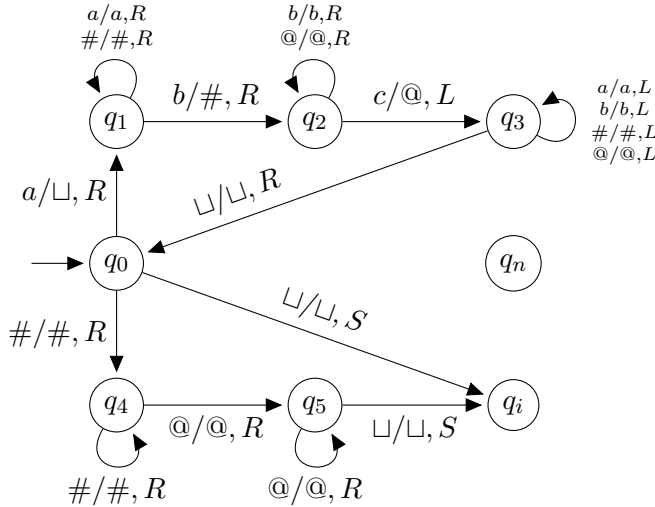 a/a,R
#/#,R
b/b,R
@/@,R
q₁
b/#, R
q₂
c/@, L
q₃
a/a,L
b/b,L
#/#,L
@/@,L
a/⊔, R
⊔/⊔, R
q₀
qₙ
#/#, R
⊔/⊔, S
q₄
@/@, R
q₅
⊔/⊔, S
qᵢ
#/#, R
@/@, R